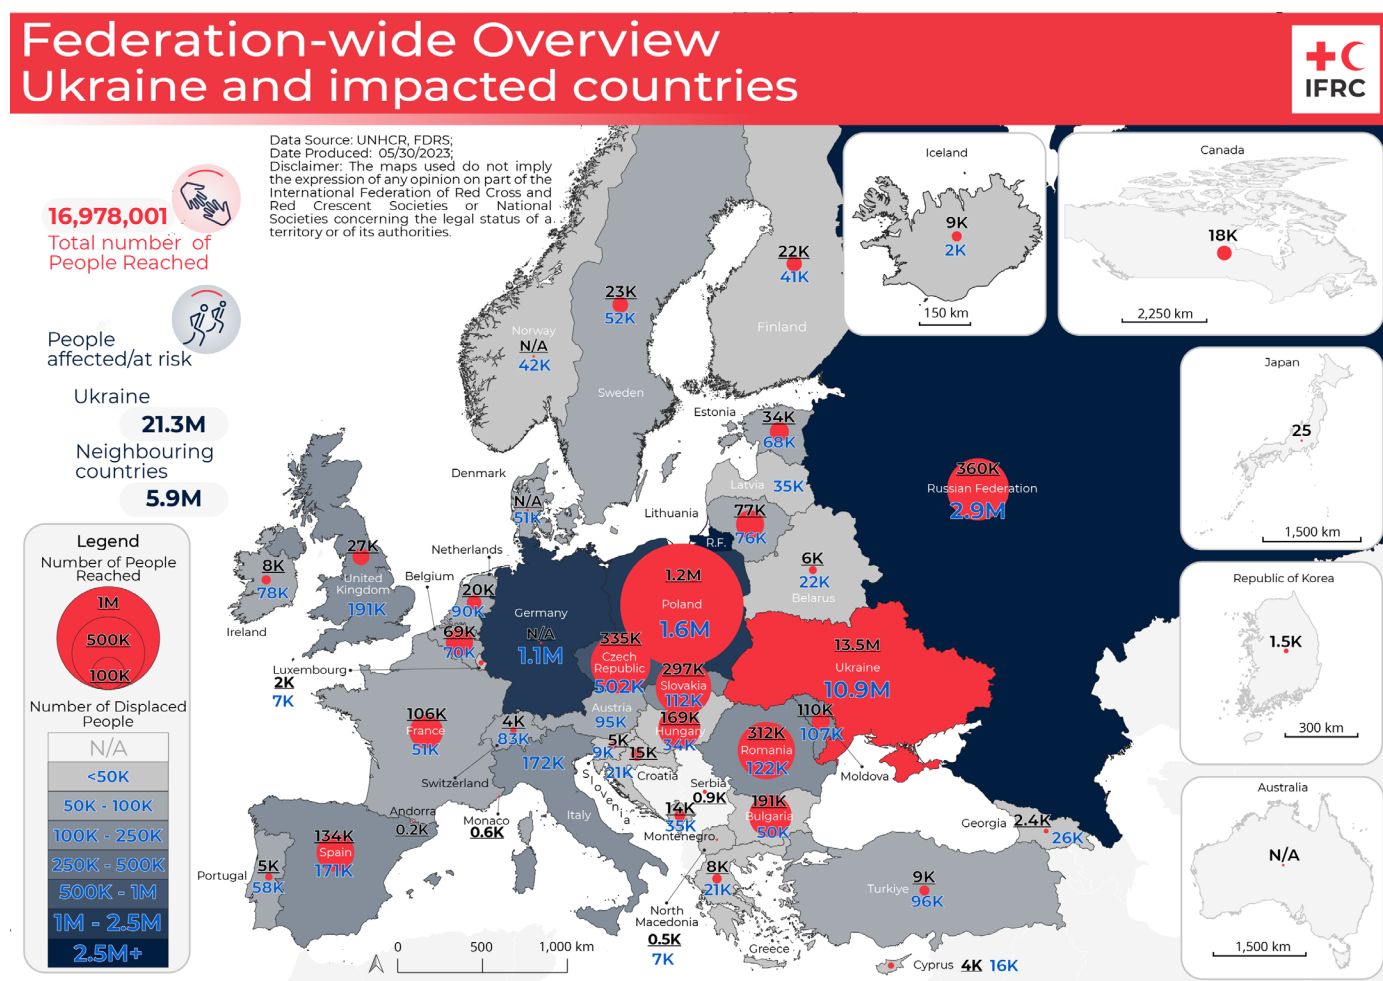 Federation-wide Overview
Ukraine and impacted countries
IFRC
Data Source: UNHCR, FDRS;
Date Produced: 05/30/2023;
Disclaimer: The maps used do not imply
the expression of any opinion on part of the
International Federation of Red Cross and
Red Crescent Societies or National
Societies concerning the legal status of a
territory or of its authorities.
16,978,001
Total number of
People Reached
People
affected/at risk
Ukraine
21.3M
Neighbouring
countries
5.9M
Legend
Number of People
Reached
1M
500K
100K
Number of Displaced
People
N/A
<50K
50K - 100K
100K - 250K
250K - 500K
500K - 1M
1M - 2.5M
2.5M+
Iceland
9K
2K
150 km
Canada
18K
2,250 km
Japan
25
1,500 km
Republic of Korea
1.5K
300 km
Australia
N/A
1,500 km
Norway
N/A
42K
23K
52K
Sweden
22K
41K
Finland
Estonia
34K
68K
Latvia
35K
Lithuania
77K
76K
R.F.
360K
Russian Federation
2.9M
Denmark
N/A
51K
6K
22K
Belarus
8K
78K
Ireland
27K
United
Kingdom
191K
Netherlands
20K
90K
Belgium
69K
70K
Luxembourg
2K
7K
Germany
N/A
1.1M
1.2M
Poland
1.6M
335K
Czech
Republic
502K
297K
Slovakia
112K
13.5M
Ukraine
10.9M
Austria
95K
169K
Hungary
34K
110K
107K
Moldova
312K
Romania
122K
106K
France
51K
4K
83K
Switzerland
172K
Italy
5K
9K
Slovenia
15K
21K
Croatia
Serbia
0.9K
14K
35K
Montenegro
191K
Bulgaria
50K
Andorra
0.2K
Monaco
0.6K
134K
Spain
171K
Portugal
5K
58K
North
Macedonia
0.5K
7K
8K
21K
Greece
Georgia
2.4K
26K
Turkiye
9K
96K
Cyprus 4K 16K
0 500 1,000 km